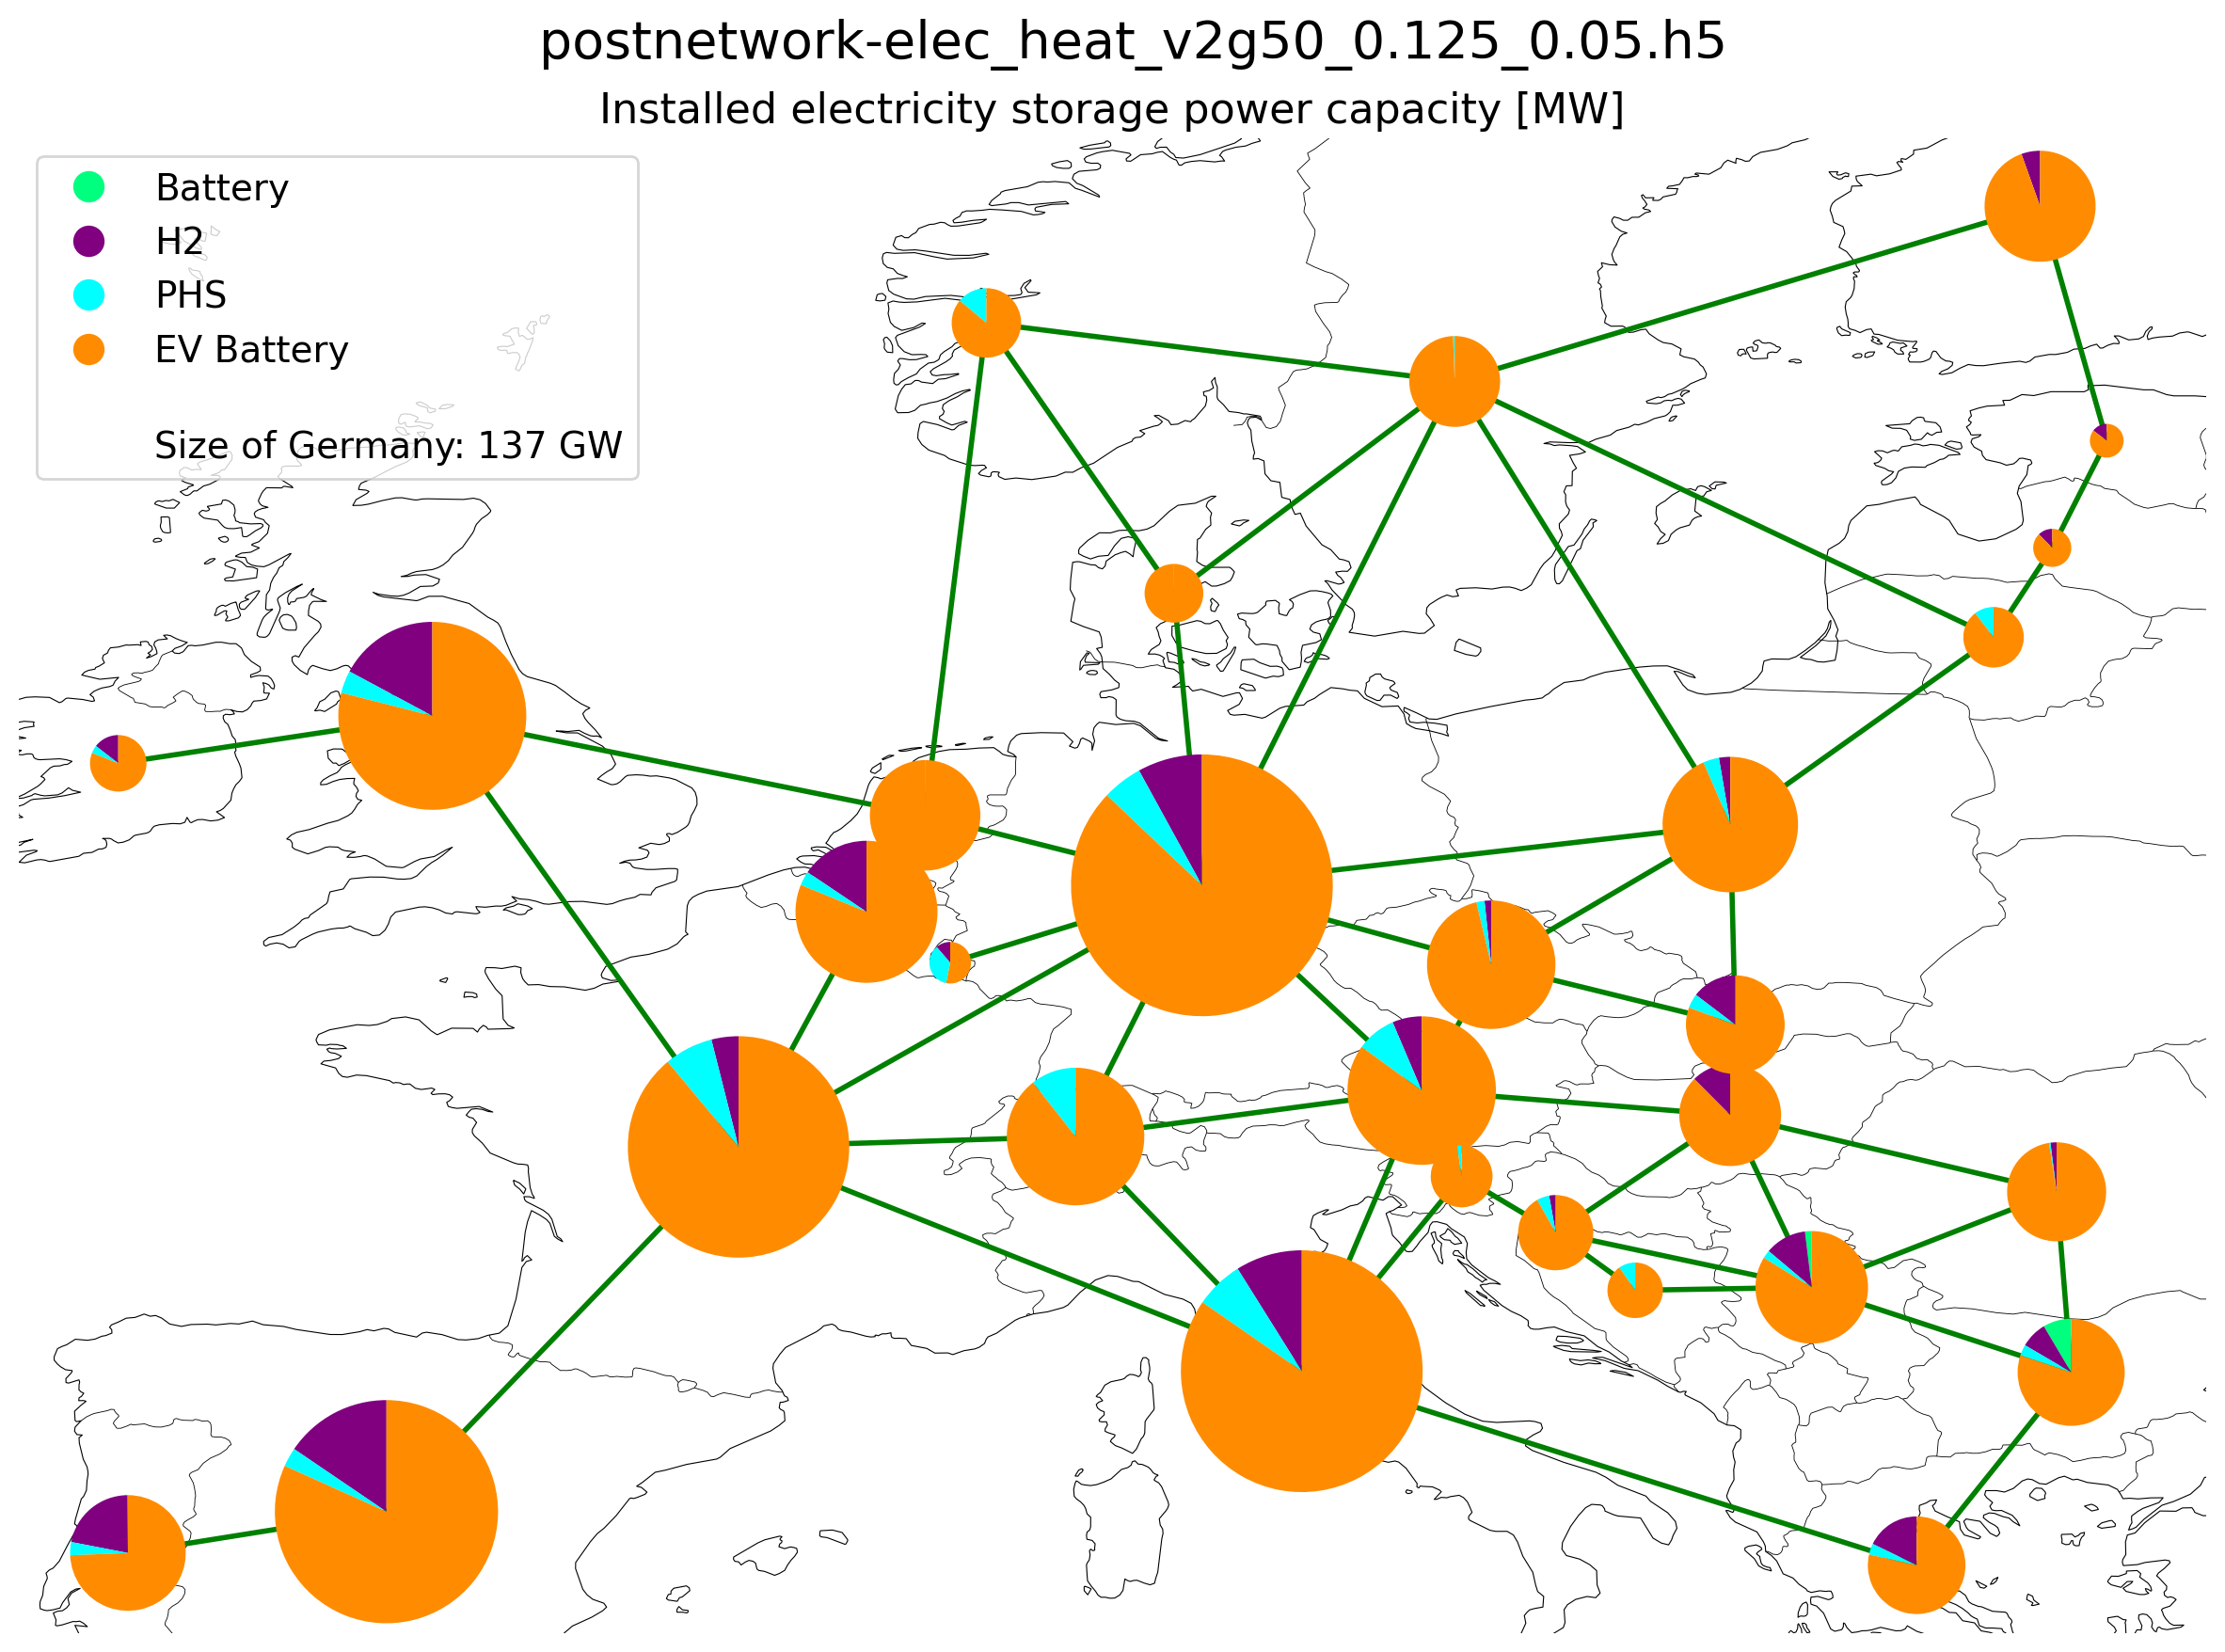 postnetwork-elec_heat_v2g50_0.125_0.05.h5
Installed electricity storage power capacity [MW]
Battery
H2
PHS
EV Battery
Size of Germany: 137 GW